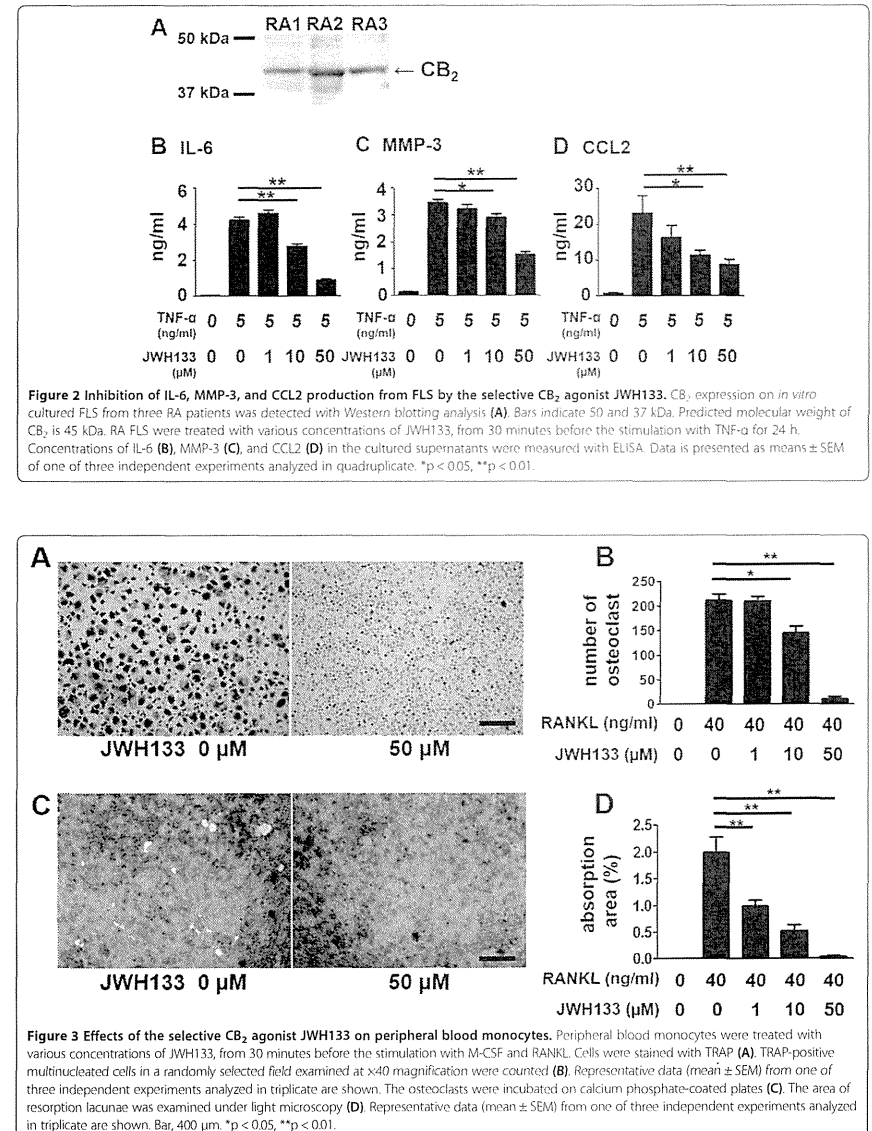 A RA1 RA2 RA3
50 kDa
← CB₂
37 kDa
B IL-6 C MMP-3 D CCL2
** ** **
** * *
6 4 30
4 3 20
2 2 10
1
0 0 0
ng/ml ng/ml ng/ml
TNF-α 0 5 5 5 5 TNF-α 0 5 5 5 5 TNF-α 0 5 5 5 5
(ng/ml) (ng/ml) (ng/ml)
JWH133 0 0 1 10 50 JWH133 0 0 1 10 50 JWH133 0 0 1 10 50
(µM) (µM) (µM)
Figure 2 Inhibition of IL-6, MMP-3, and CCL2 production from FLS by the selective CB₂ agonist JWH133. CB₂ expression on in vitro
cultured FLS from three RA patients was detected with Western blotting analysis (A). Bars indicate 50 and 37 kDa. Predicted molecular weight of
CB₂ is 45 kDa. RA FLS were treated with various concentrations of JWH133, from 30 minutes before the stimulation with TNF-α for 24 h.
Concentrations of IL-6 (B), MMP-3 (C), and CCL2 (D) in the cultured supernatants were measured with ELISA. Data is presented as means ± SEM
of one of three independent experiments analyzed in quadruplicate. *p < 0.05, **p < 0.01.
A
JWH133 0 µM 50 µM
B
**
*
250
200
150
100
50
0
number of
osteoclast
RANKL (ng/ml) 0 40 40 40 40
JWH133 (µM) 0 0 1 10 50
C
JWH133 0 µM 50 µM
D
**
**
**
2.5
2.0
1.5
1.0
0.5
0.0
absorption
area (%)
RANKL (ng/ml) 0 40 40 40 40
JWH133 (µM) 0 0 1 10 50
Figure 3 Effects of the selective CB₂ agonist JWH133 on peripheral blood monocytes. Peripheral blood monocytes were treated with
various concentrations of JWH133, from 30 minutes before the stimulation with M-CSF and RANKL. Cells were stained with TRAP (A). TRAP-positive
multinucleated cells in a randomly selected field examined at ×40 magnification were counted (B). Representative data (mean ± SEM) from one of
three independent experiments analyzed in triplicate are shown. The osteoclasts were incubated on calcium phosphate-coated plates (C). The area of
resorption lacunae was examined under light microscopy (D). Representative data (mean ± SEM) from one of three independent experiments analyzed
in triplicate are shown. Bar, 400 µm. *p < 0.05, **p < 0.01.